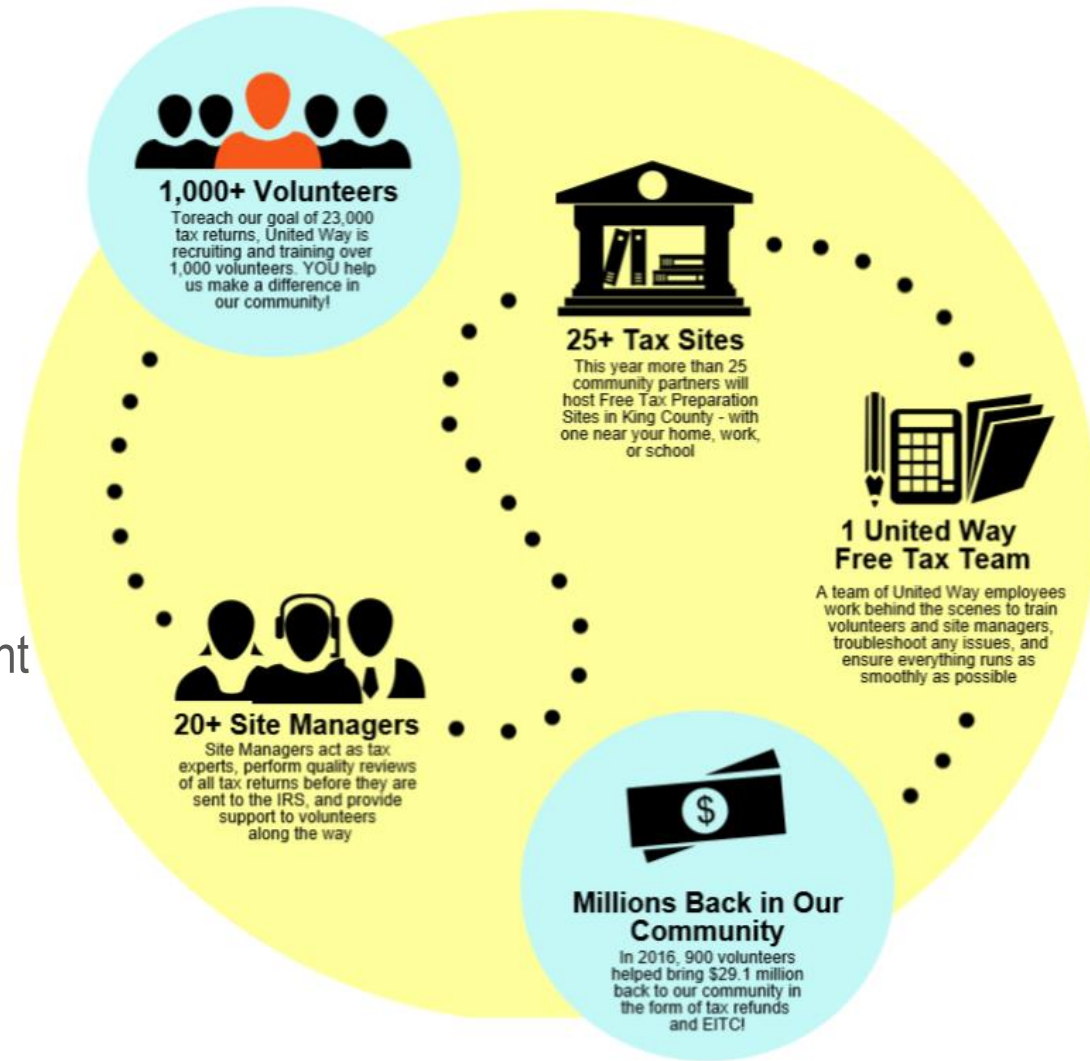 1,000+ Volunteers
Toreach our goal of 23,000
tax returns, United Way is
recruiting and training over
1,000 volunteers. YOU help
us make a difference in
our community!
25+ Tax Sites
This year more than 25
community partners will
host Free Tax Preparation
Sites in King County - with
one near your home, work,
or school
1 United Way
Free Tax Team
A team of United Way employees
work behind the scenes to train
volunteers and site managers,
troubleshoot any issues, and
ensure everything runs as
smoothly as possible
nt
20+ Site Managers
Site Managers act as tax
experts, perform quality reviews
of all tax returns before they are
sent to the IRS, and provide
support to volunteers
along the way
$
Millions Back in Our
Community
In 2016, 900 volunteers
helped bring $29.1 million
back to our community in
the form of tax refunds
and EITC!